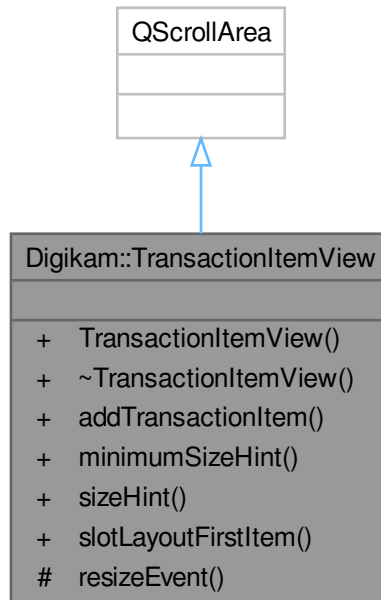 QScrollArea
Digikam::TransactionItemView
+ TransactionItemView()
+ ~TransactionItemView()
+ addTransactionItem()
+ minimumSizeHint()
+ sizeHint()
+ slotLayoutFirstItem()
# resizeEvent()